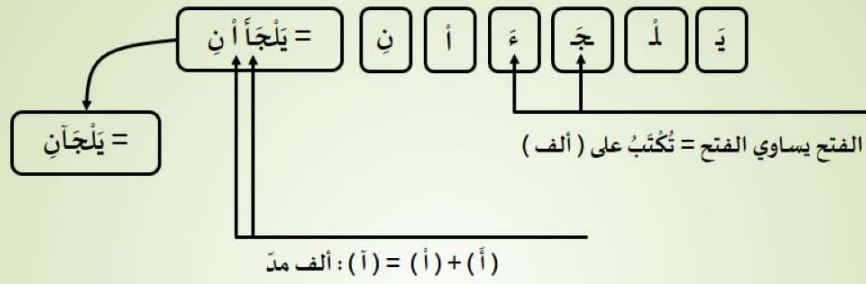 يَـ لْـ جَـ ءَ اْ نِ = يَلْجَأَ اْ نِ
= يَلْجَآنِ
الفتح يساوي الفتح = تُكْتَبُ على ( ألف )
(أَ) + (اْ) = (آ) : ألف مدّ